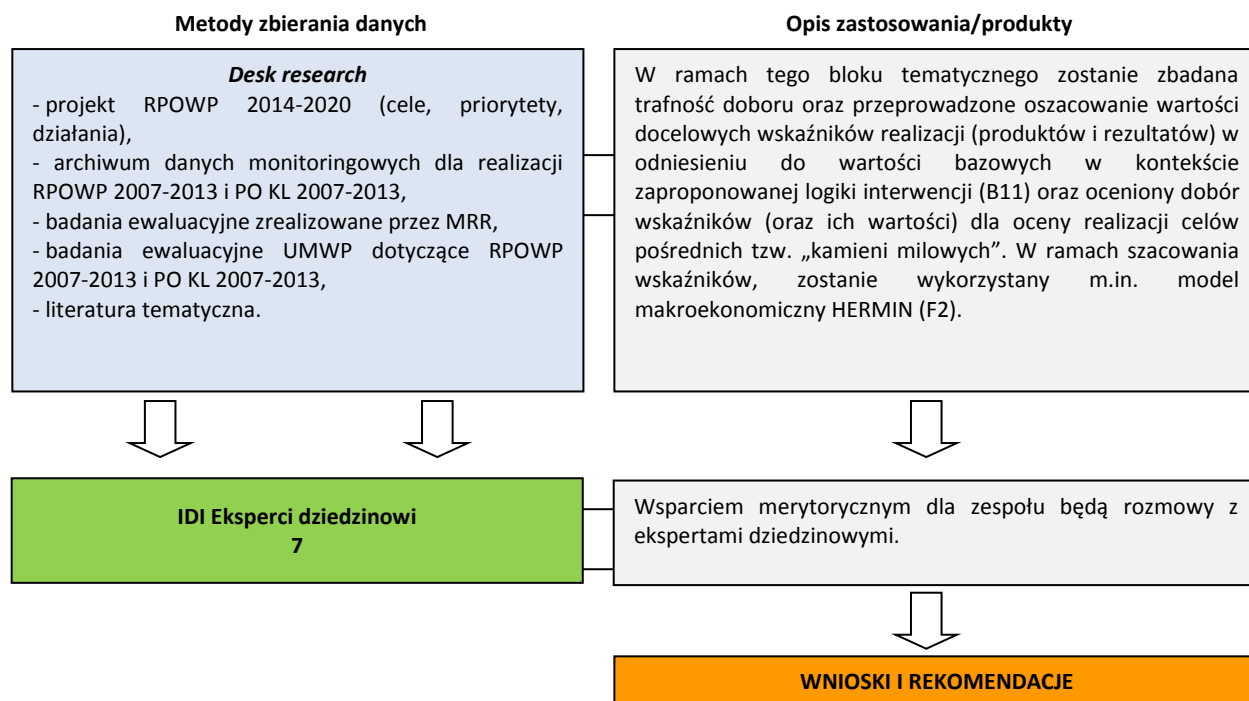 Metody zbierania danych
Opis zastosowania/produkty
Desk research
- projekt RPOWP 2014-2020 (cele, priorytety,
działania),
- archiwum danych monitoringowych dla realizacji
RPOWP 2007-2013 i PO KL 2007-2013,
- badania ewaluacyjne zrealizowane przez MRR,
- badania ewaluacyjne UMWP dotyczące RPOWP
2007-2013 i PO KL 2007-2013,
- literatura tematyczna.
W ramach tego bloku tematycznego zostanie zbadana
trafność doboru oraz przeprowadzone oszacowanie wartości
docelowych wskaźników realizacji (produktów i rezultatów) w
odniesieniu do wartości bazowych w kontekście
zaproponowanej logiki interwencji (B11) oraz oceniony dobór
wskaźników (oraz ich wartości) dla oceny realizacji celów
pośrednich tzw. „kamieni milowych”. W ramach szacowania
wskaźników, zostanie wykorzystany m.in. model
makroekonomiczny HERMIN (F2).
IDI Eksperci dziedzinowi
7
Wsparciem merytorycznym dla zespołu będą rozmowy z
ekspertami dziedzinowymi.
WNIOSKI I REKOMENDACJE